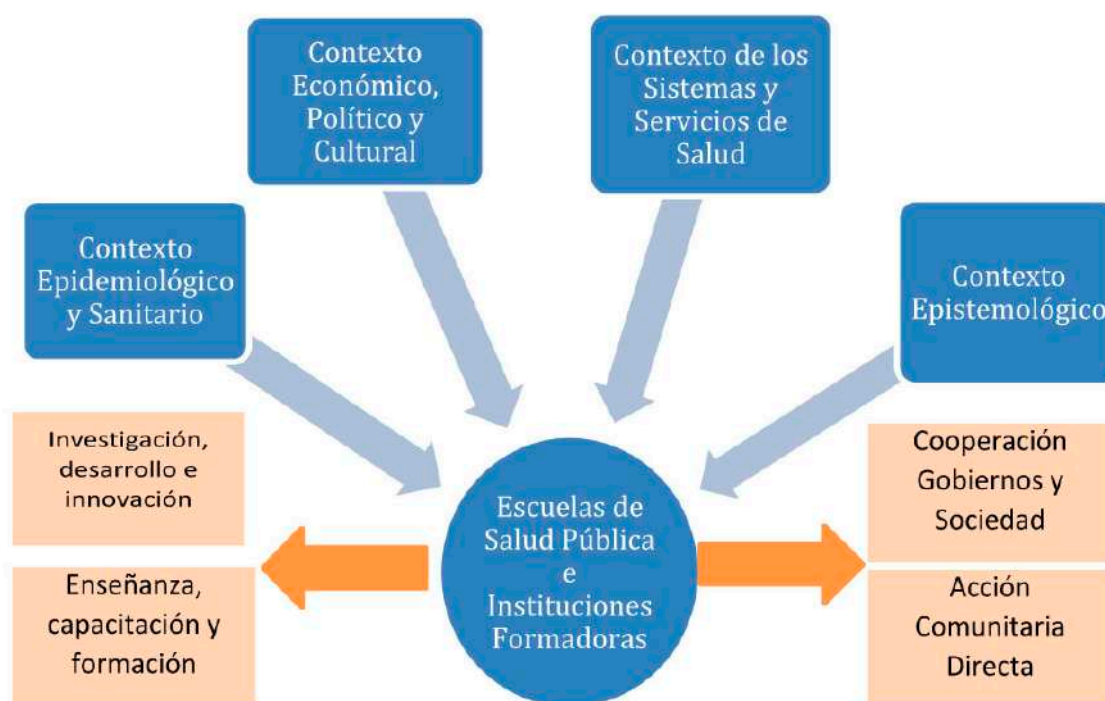 Contexto
Económico,
Político y
Cultural
Contexto de los
Sistemas y
Servicios de
Salud
Contexto
Epidemiológico
y Sanitario
Contexto
Epistemológico
Investigación,
desarrollo e
innovación
Enseñanza,
capacitación y
formación
Escuelas de
Salud Pública
e
Instituciones
Formadoras
Cooperación
Gobiernos y
Sociedad
Acción
Comunitaria
Directa